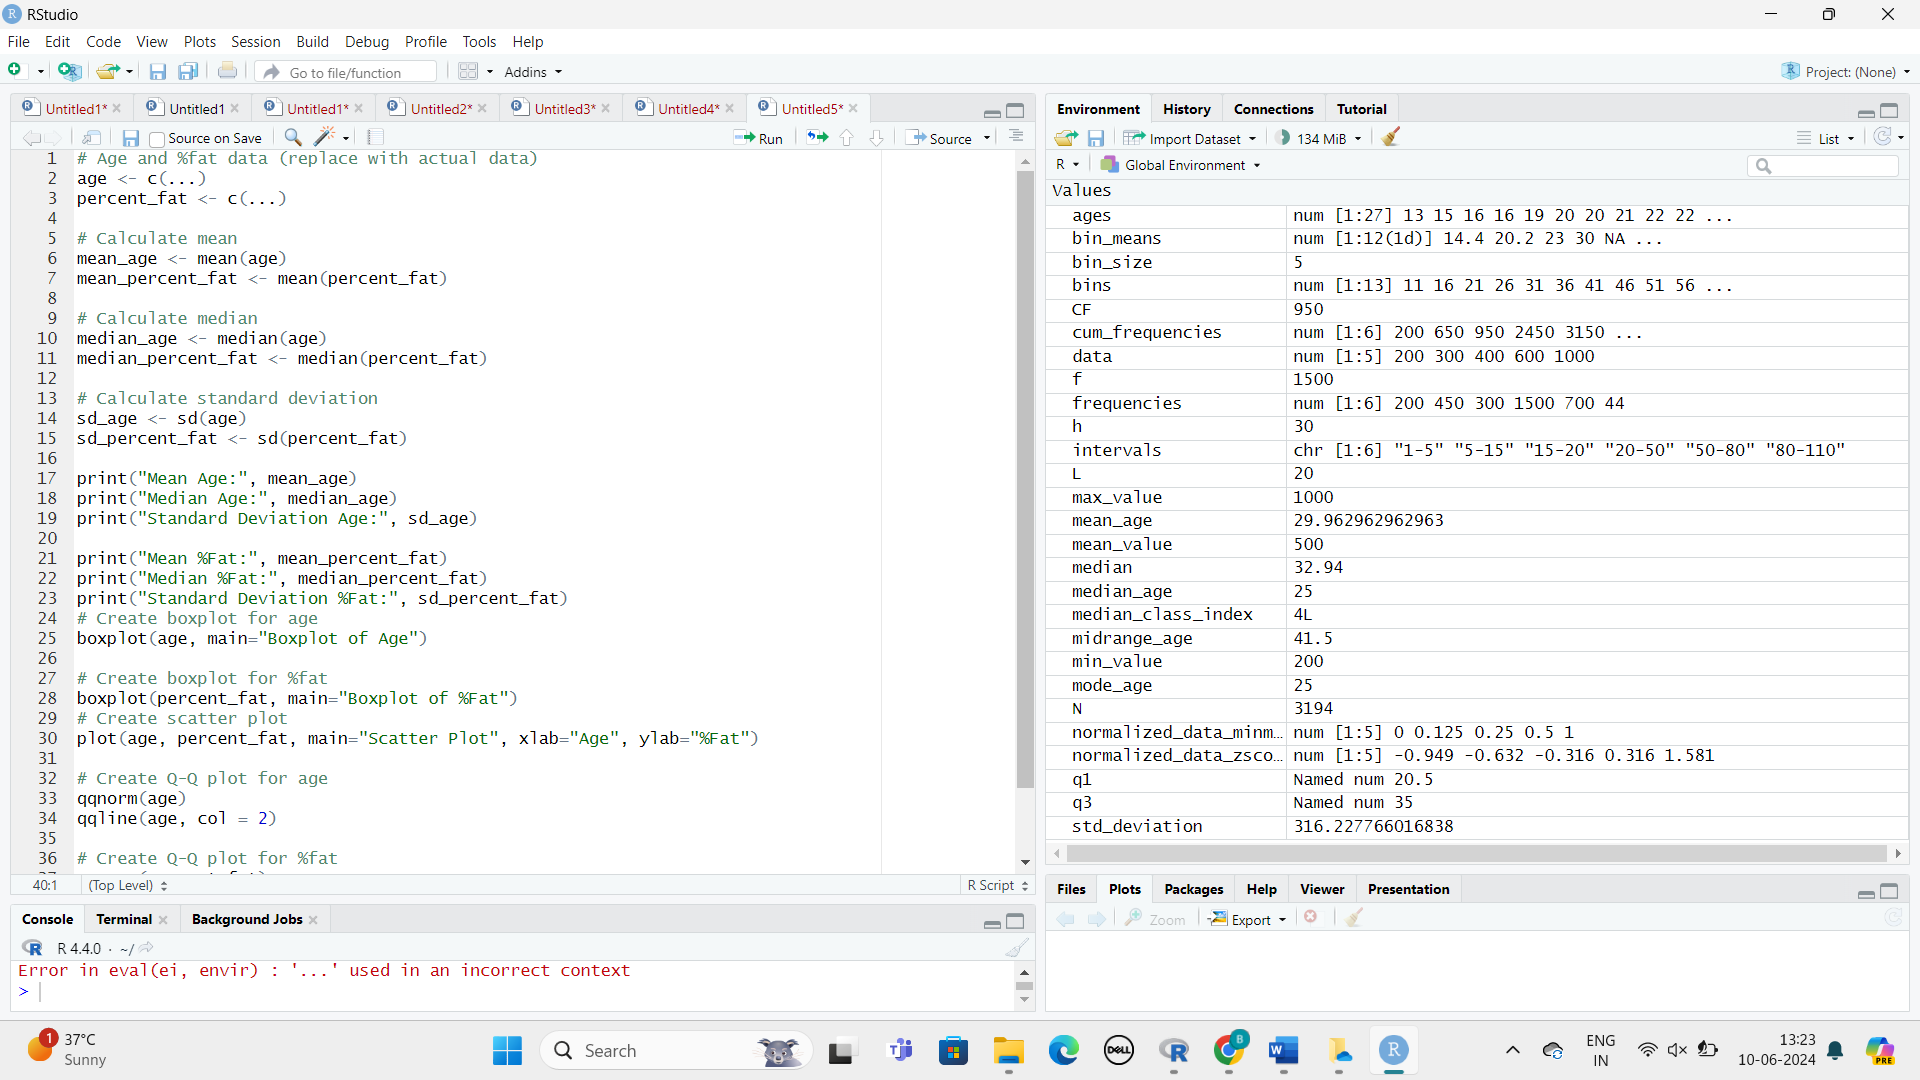 RStudio
File Edit Code View Plots Session Build Debug Profile Tools Help
Go to file/function Addins Project: (None)
Untitled1* Untitled1 Untitled1* Untitled2* Untitled3* Untitled4* Untitled5*
Source on Save Run Source
1 # Age and %fat data (replace with actual data)
2 age <- c(...)
3 percent_fat <- c(...)
4
5 # Calculate mean
6 mean_age <- mean(age)
7 mean_percent_fat <- mean(percent_fat)
8
9 # Calculate median
10 median_age <- median(age)
11 median_percent_fat <- median(percent_fat)
12
13 # Calculate standard deviation
14 sd_age <- sd(age)
15 sd_percent_fat <- sd(percent_fat)
16
17 print("Mean Age:", mean_age)
18 print("Median Age:", median_age)
19 print("Standard Deviation Age:", sd_age)
20
21 print("Mean %Fat:", mean_percent_fat)
22 print("Median %Fat:", median_percent_fat)
23 print("Standard Deviation %Fat:", sd_percent_fat)
24 # Create boxplot for age
25 boxplot(age, main="Boxplot of Age")
26
27 # Create boxplot for %fat
28 boxplot(percent_fat, main="Boxplot of %Fat")
29 # Create scatter plot
30 plot(age, percent_fat, main="Scatter Plot", xlab="Age", ylab="%Fat")
31
32 # Create Q-Q plot for age
33 qqnorm(age)
34 qqline(age, col = 2)
35
36 # Create Q-Q plot for %fat
40:1 (Top Level) R Script
Console Terminal Background Jobs
R 4.4.0 · ~/
Error in eval(ei, envir) : '...' used in an incorrect context
>
Environment History Connections Tutorial
Import Dataset 134 MiB List
R Global Environment
Values
ages num [1:27] 13 15 16 16 19 20 20 21 22 22 ...
bin_means num [1:12(1d)] 14.4 20.2 23 30 NA ...
bin_size 5
bins num [1:13] 11 16 21 26 31 36 41 46 51 56 ...
CF 950
cum_frequencies num [1:6] 200 650 950 2450 3150 ...
data num [1:5] 200 300 400 600 1000
f 1500
frequencies num [1:6] 200 450 300 1500 700 44
h 30
intervals chr [1:6] "1-5" "5-15" "15-20" "20-50" "50-80" "80-110"
L 20
max_value 1000
mean_age 29.962962962963
mean_value 500
median 32.94
median_age 25
median_class_index 4L
midrange_age 41.5
min_value 200
mode_age 25
N 3194
normalized_data_minm... num [1:5] 0 0.125 0.25 0.5 1
normalized_data_zsco... num [1:5] -0.949 -0.632 -0.316 0.316 1.581
q1 Named num 20.5
q3 Named num 35
std_deviation 316.227766016838
Files Plots Packages Help Viewer Presentation
Zoom Export
1 37°C
Sunny
Search
DELL
B
PRE
ENG
IN
13:23
10-06-2024